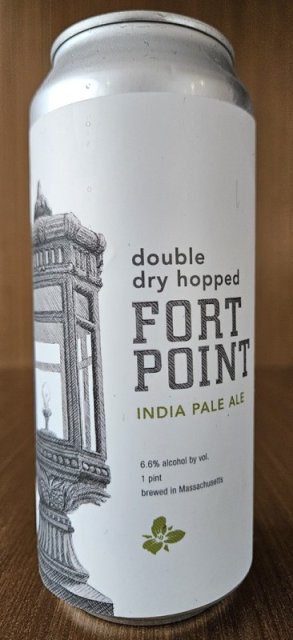 double
dry hopped
FORT
POINT
INDIA PALE ALE
6.6% alcohol by vol.
1 pint
brewed in Massachusetts